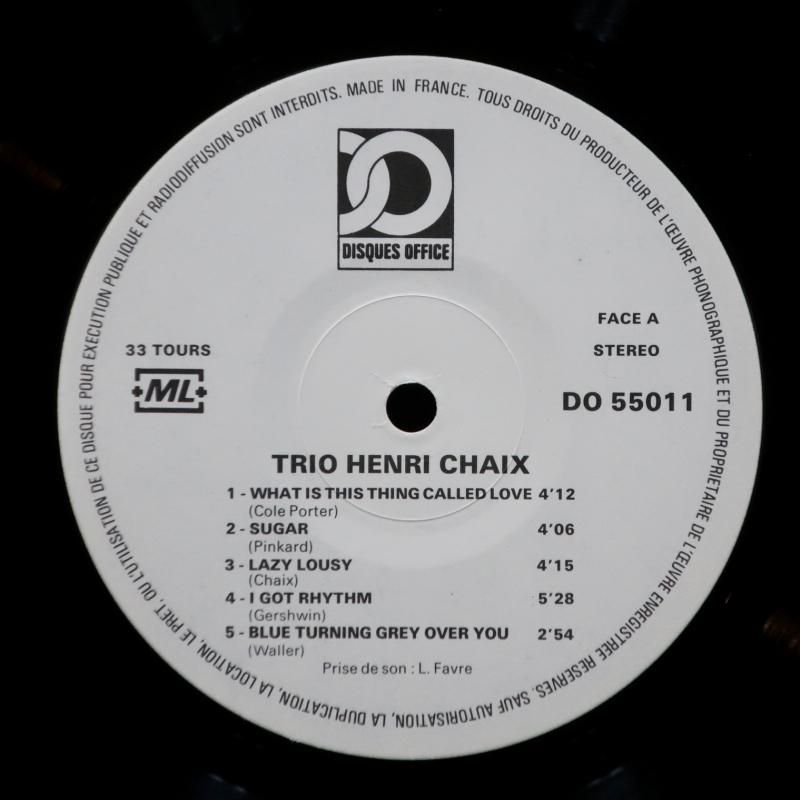 MADE IN FRANCE. TOUS DROITS DU PRODUCTEUR DE L'ŒUVRE PHONOGRAPHIQUE ET DU PROPRIETAIRE DE L'ŒUVRE ENREGISTREE RESERVES. SAUF AUTORISATION, LA DUPLICATION, LA LOCATION, LE PRET, OU L'UTILISATION DE CE DISQUE POUR EXECUTION PUBLIQUE ET RADIODIFFUSION SONT INTERDITS.
DISQUES OFFICE
FACE A
33 TOURS
STEREO
ML
DO 55011
TRIO HENRI CHAIX
1 - WHAT IS THIS THING CALLED LOVE 4'12
(Cole Porter)
2 - SUGAR 4'06
(Pinkard)
3 - LAZY LOUSY 4'15
(Chaix)
4 - I GOT RHYTHM 5'28
(Gershwin)
5 - BLUE TURNING GREY OVER YOU 2'54
(Waller)
Prise de son : L. Favre